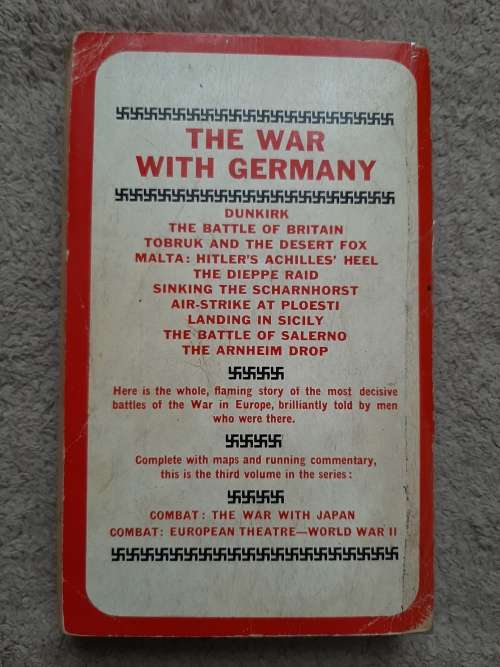 THE WAR
WITH GERMANY
DUNKIRK
THE BATTLE OF BRITAIN
TOBRUK AND THE DESERT FOX
MALTA: HITLER'S ACHILLES' HEEL
THE DIEPPE RAID
SINKING THE SCHARNHORST
AIR-STRIKE AT PLOESTI
LANDING IN SICILY
THE BATTLE OF SALERNO
THE ARNHEIM DROP
Here is the whole, flaming story of the most decisive
battles of the War in Europe, brilliantly told by men
who were there.
Complete with maps and running commentary,
this is the third volume in the series:
COMBAT: THE WAR WITH JAPAN
COMBAT: EUROPEAN THEATRE—WORLD WAR II